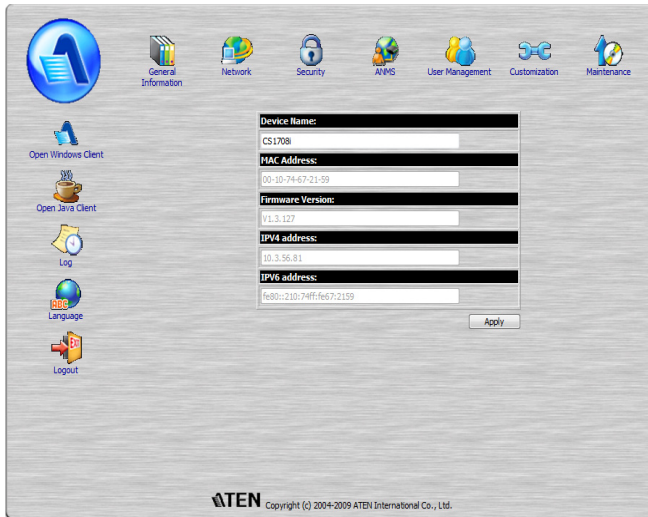 General
Information
Network
Security
ANMS
User Management
Customization
Maintenance
Open Windows Client
Open Java Client
Log
ABC
Language
EXIT
Logout
Device Name:
CS1708i
MAC Address:
00-10-74-67-21-59
Firmware Version:
V1.3.127
IPV4 address:
10.3.56.81
IPV6 address:
fe80::210:74ff:fe67:2159
Apply
ATEN Copyright (c) 2004-2009 ATEN International Co., Ltd.